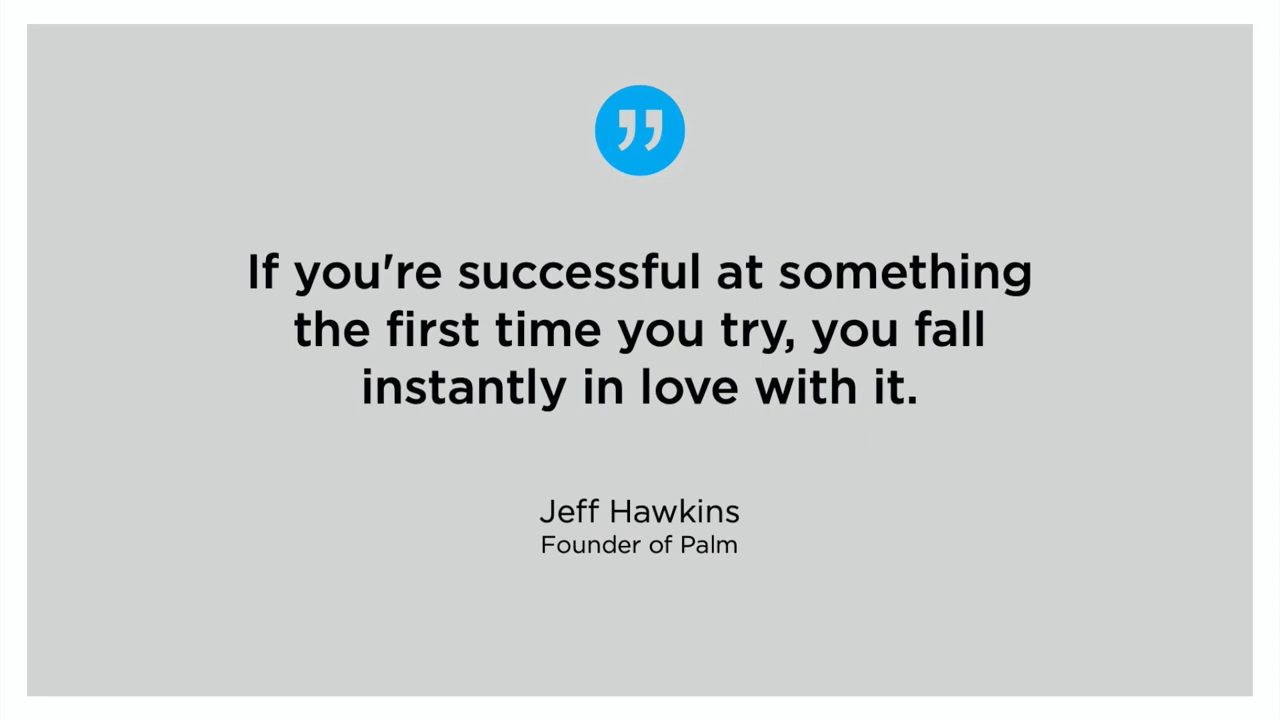 If you're successful at something
the first time you try, you fall
instantly in love with it.
Jeff Hawkins
Founder of Palm